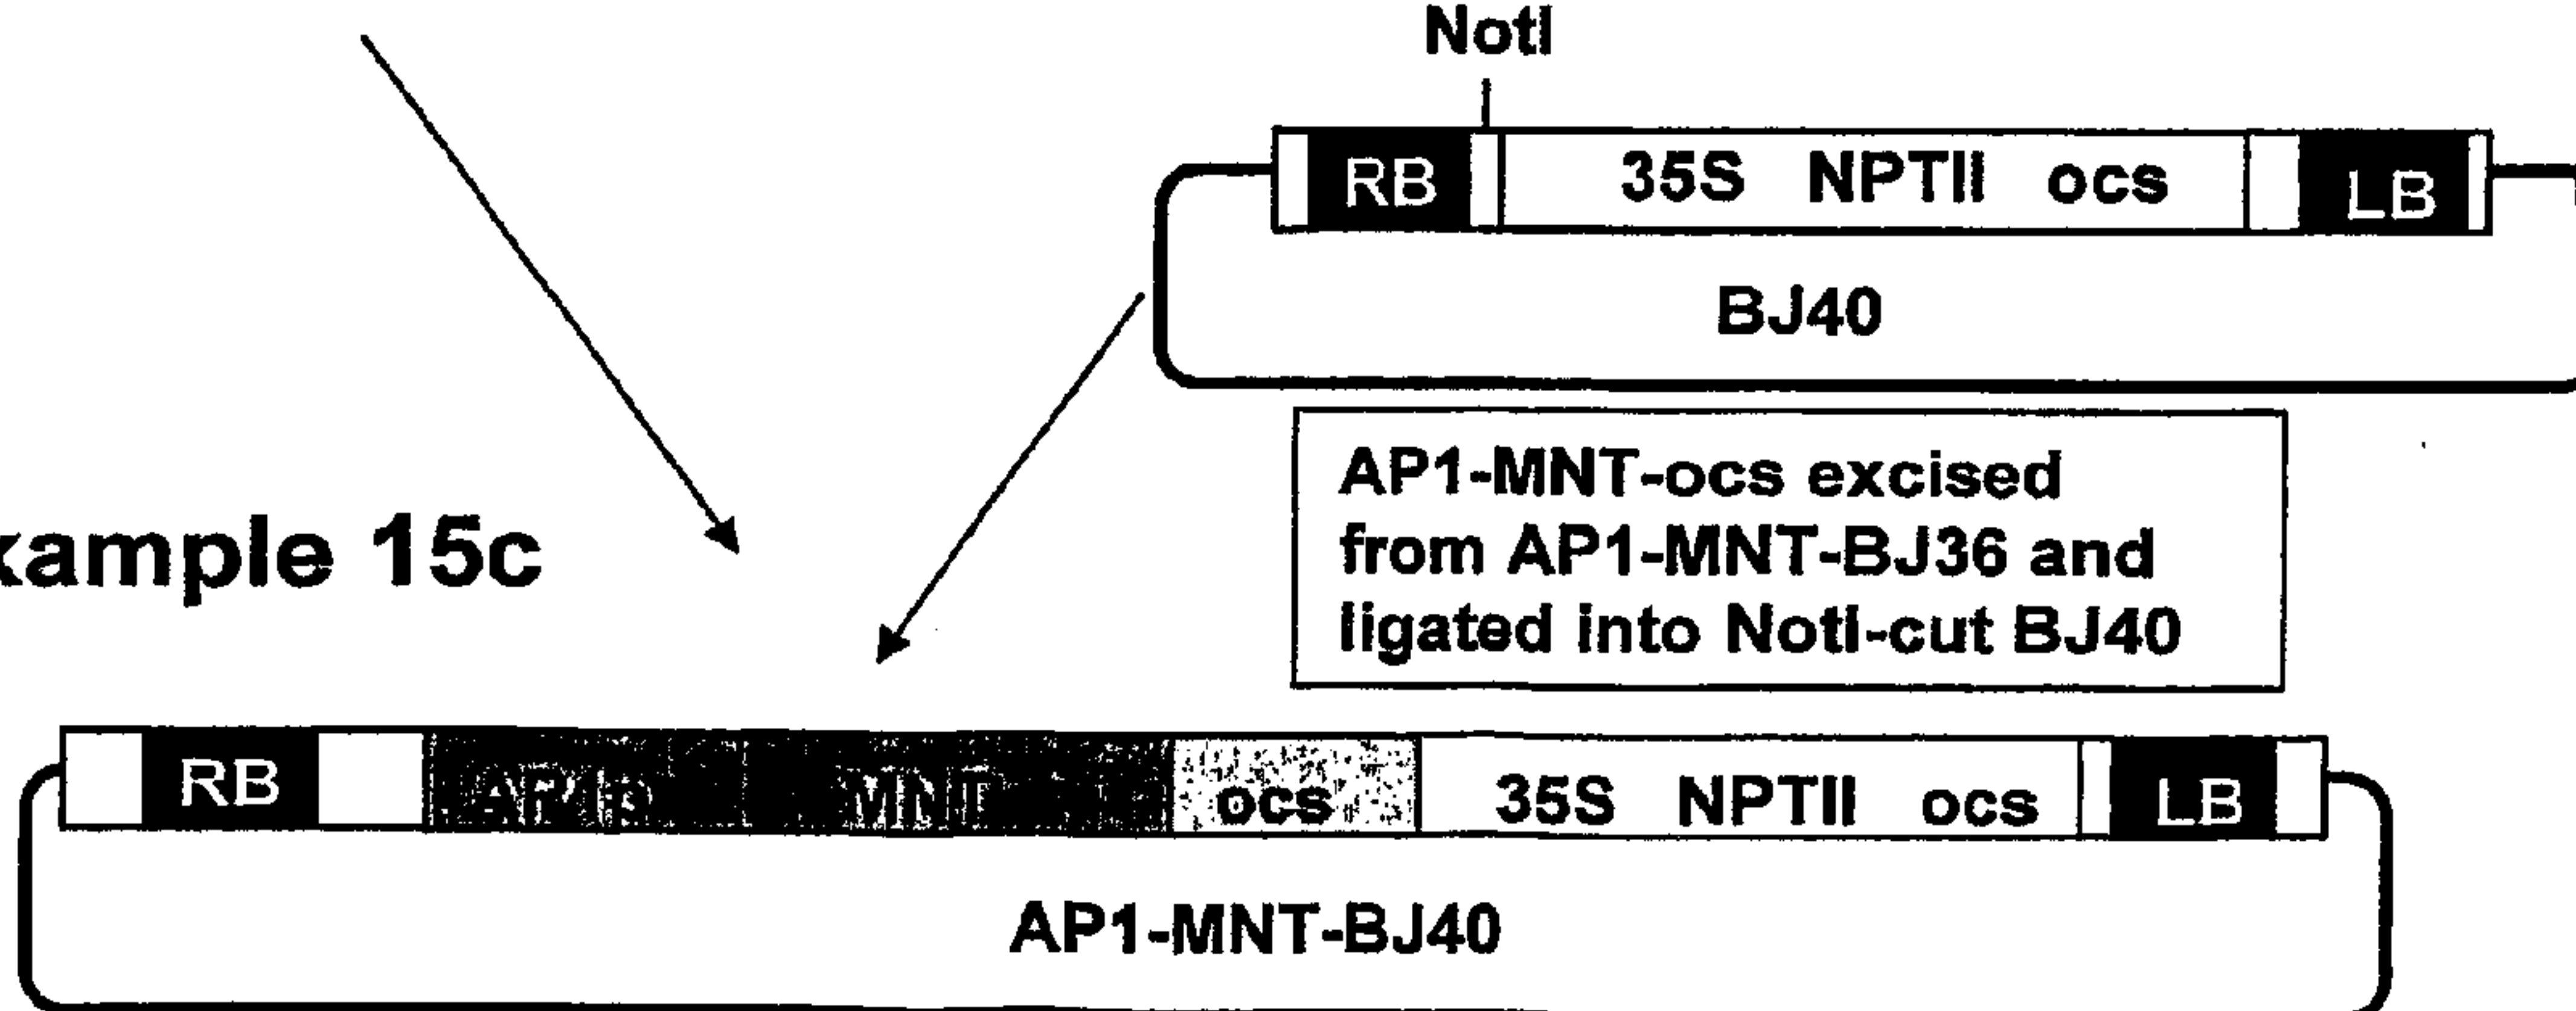 NotI
RB 35S NPTII ocs LB
BJ40
AP1-MNT-ocs excised
from AP1-MNT-BJ36 and
ligated into NotI-cut BJ40
xample 15c
RB AP1p MNT ocs 35S NPTII ocs LB
AP1-MNT-BJ40